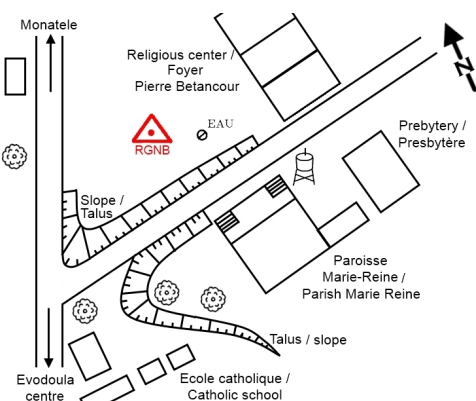 Monatele
Religious center /
Foyer
Pierre Betancour
N
EAU
RGNB
Prebytery /
Presbytère
Slope /
Talus
Paroisse
Marie-Reine /
Parish Marie Reine
Talus / slope
Evodoula
centre
Ecole catholique /
Catholic school